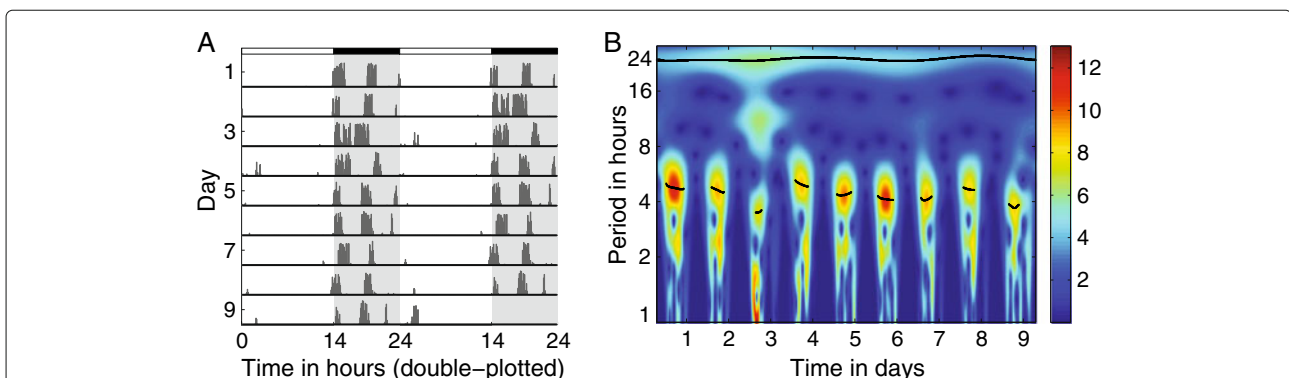 A
Day
1
3
5
7
9
0 14 24 14 24
Time in hours (double-plotted)
B
Period in hours
24
16
8
4
2
1
1 2 3 4 5 6 7 8 9
Time in days
12
10
8
6
4
2